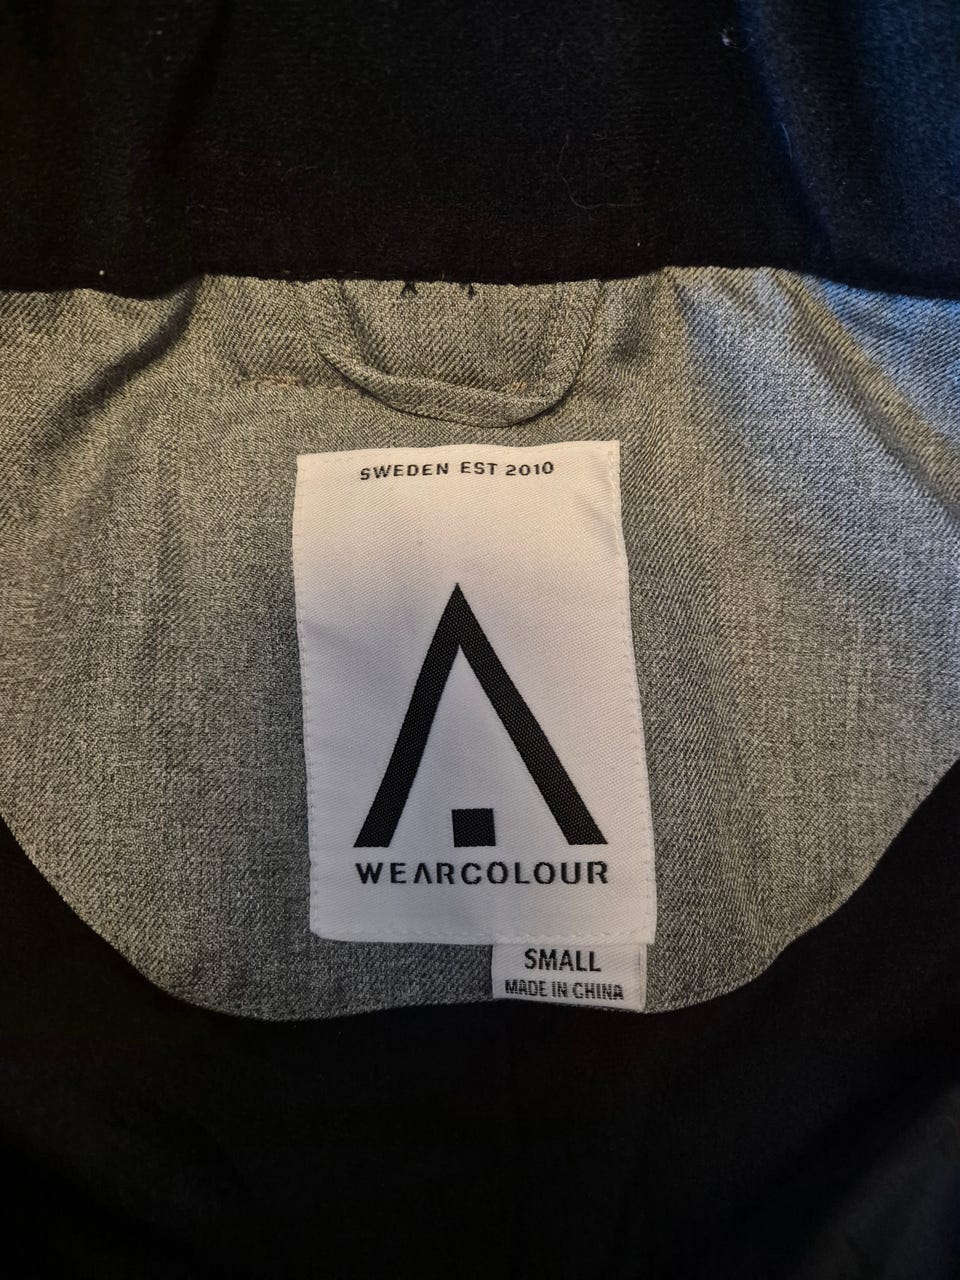 SWEDEN EST 2010
WEARCOLOUR
SMALL
MADE IN CHINA